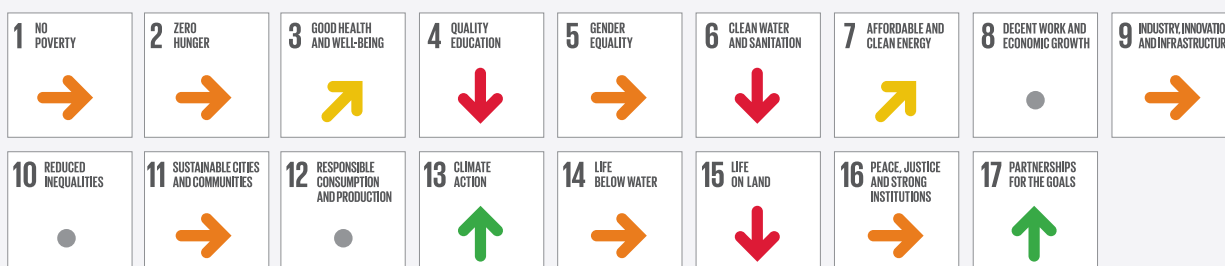 1 NO
POVERTY
2 ZERO
HUNGER
3 GOOD HEALTH
AND WELL-BEING
4 QUALITY
EDUCATION
5 GENDER
EQUALITY
6 CLEAN WATER
AND SANITATION
7 AFFORDABLE AND
CLEAN ENERGY
8 DECENT WORK AND
ECONOMIC GROWTH
9 INDUSTRY, INNOVATIO
AND INFRASTRUCTUR
10 REDUCED
INEQUALITIES
11 SUSTAINABLE CITIES
AND COMMUNITIES
12 RESPONSIBLE
CONSUMPTION
AND PRODUCTION
13 CLIMATE
ACTION
14 LIFE
BELOW WATER
15 LIFE
ON LAND
16 PEACE, JUSTICE
AND STRONG
INSTITUTIONS
17 PARTNERSHIPS
FOR THE GOALS